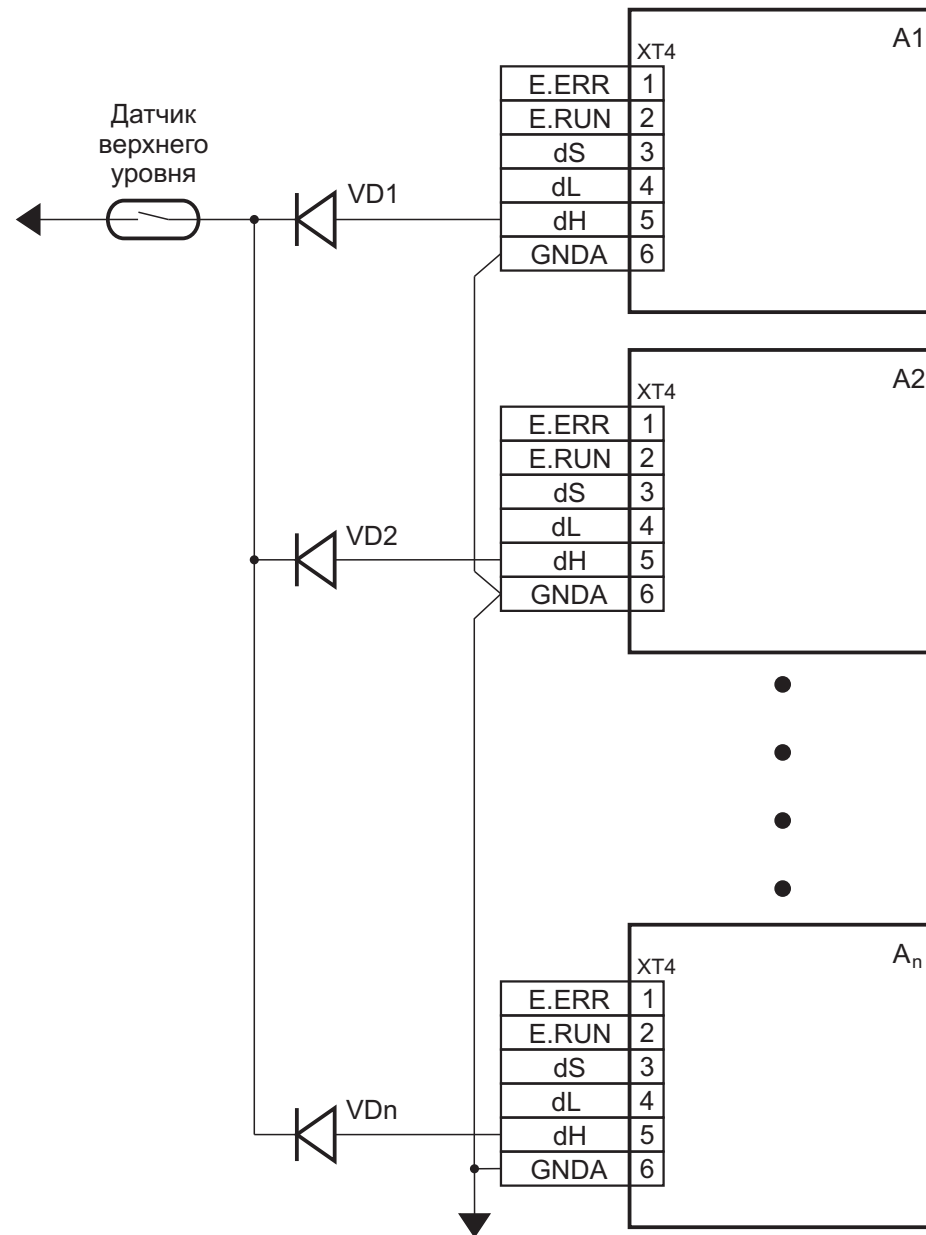 A1
XT4
E.ERR 1
E.RUN 2
dS 3
dL 4
dH 5
GNDA 6
Датчик
верхнего
уровня
VD1
A2
XT4
E.ERR 1
E.RUN 2
dS 3
dL 4
dH 5
GNDA 6
VD2
An
XT4
E.ERR 1
E.RUN 2
dS 3
dL 4
dH 5
GNDA 6
VDn